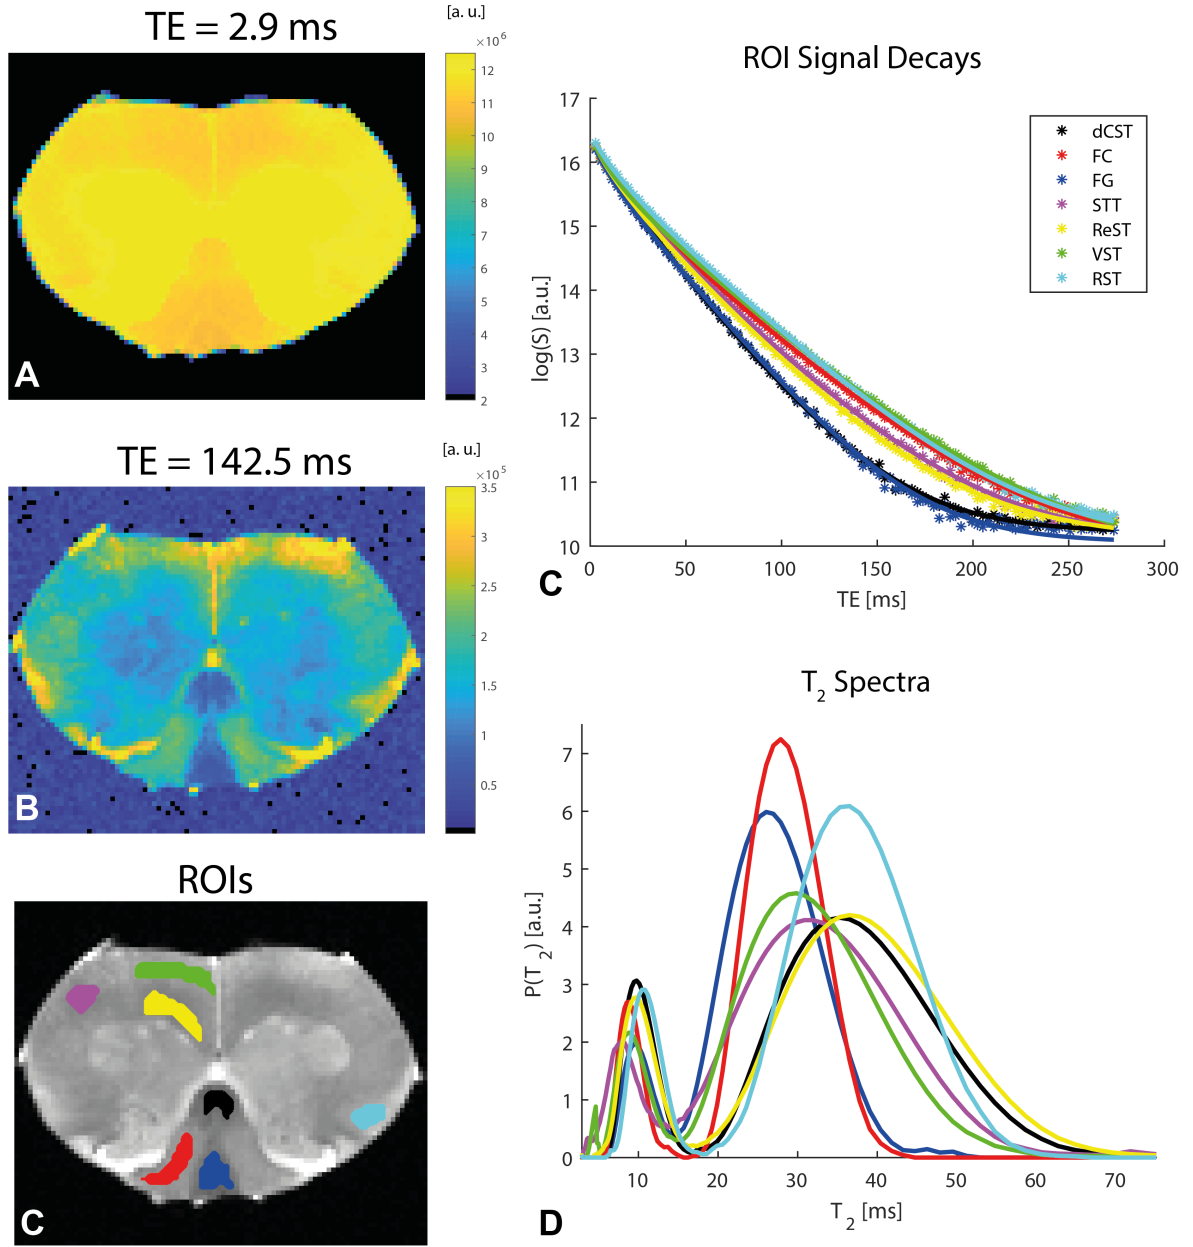 TE = 2.9 ms
[a. u.]
×10⁶
12
11
10
9
8
7
6
5
4
3
2
A
TE = 142.5 ms
[a. u.]
×10⁵
3.5
3
2.5
2
1.5
1
0.5
B
ROIs
C
ROI Signal Decays
17
16
15
14
13
12
11
10
log(S) [a.u.]
dCST
FC
FG
STT
ReST
VST
RST
0 50 100 150 200 250 300
TE [ms]
C
T₂ Spectra
7
6
5
4
3
2
1
0
P(T₂) [a.u.]
10 20 30 40 50 60 70
T₂ [ms]
D